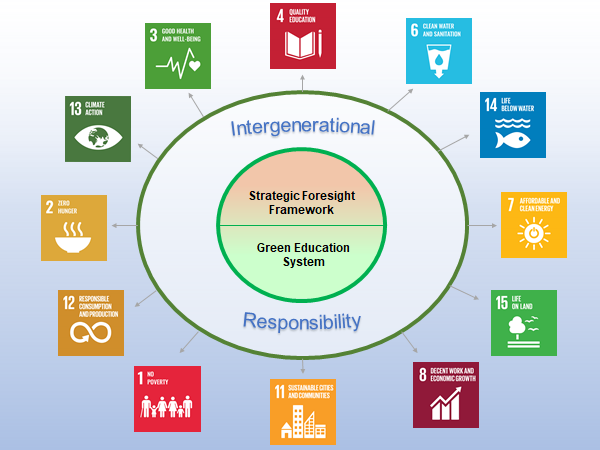 4 QUALITY
EDUCATION
3 GOOD HEALTH
AND WELL-BEING
6 CLEAN WATER
AND SANITATION
13 CLIMATE
ACTION
14 LIFE
BELOW WATER
Intergenerational
2 ZERO
HUNGER
Strategic Foresight
Framework
7 AFFORDABLE AND
CLEAN ENERGY
Green Education
System
12 RESPONSIBLE
CONSUMPTION
AND PRODUCTION
15 LIFE
ON LAND
Responsibility
1 NO
POVERTY
11 SUSTAINABLE CITIES
AND COMMUNITIES
8 DECENT WORK AND
ECONOMIC GROWTH